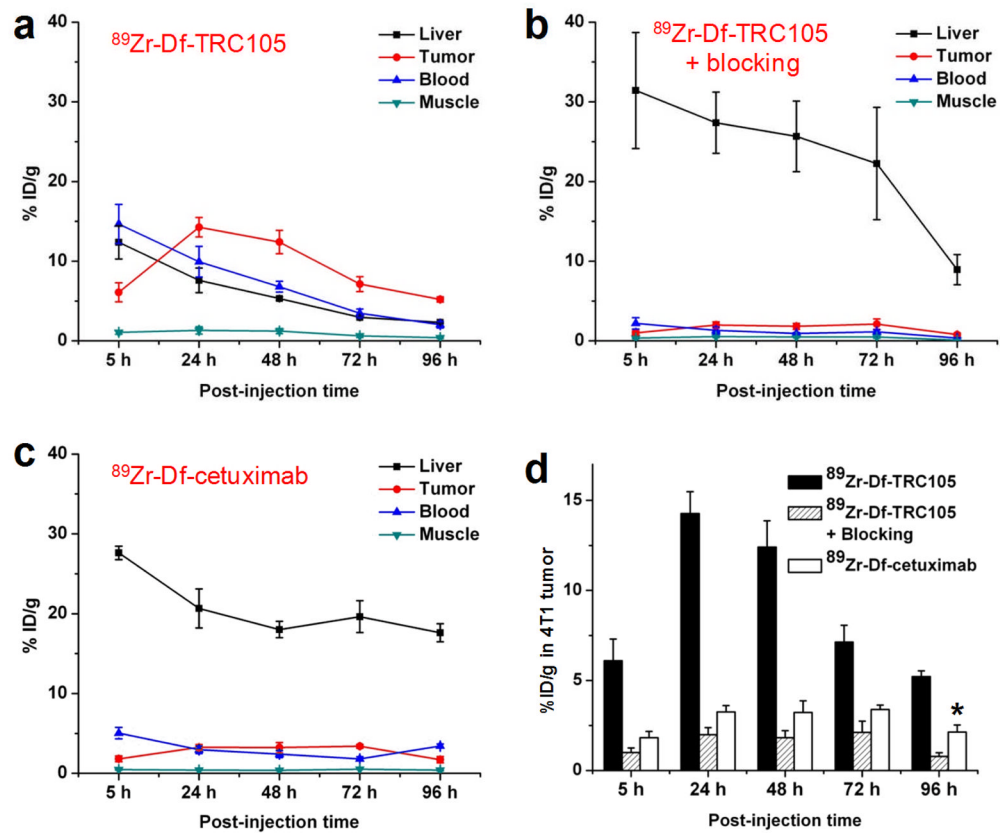 a
⁸⁹Zr-Df-TRC105
Liver
Tumor
Blood
Muscle
40
30
20
10
0
% ID/g
5 h 24 h 48 h 72 h 96 h
Post-injection time
b
⁸⁹Zr-Df-TRC105
+ blocking
Liver
Tumor
Blood
Muscle
40
30
20
10
0
% ID/g
5 h 24 h 48 h 72 h 96 h
Post-injection time
c
⁸⁹Zr-Df-cetuximab
Liver
Tumor
Blood
Muscle
40
30
20
10
0
% ID/g
5 h 24 h 48 h 72 h 96 h
Post-injection time
d
⁸⁹Zr-Df-TRC105
⁸⁹Zr-Df-TRC105
+ Blocking
⁸⁹Zr-Df-cetuximab
15
10
5
0
%ID/g in 4T1 tumor
*
5 h 24 h 48 h 72 h 96 h
Post-injection time